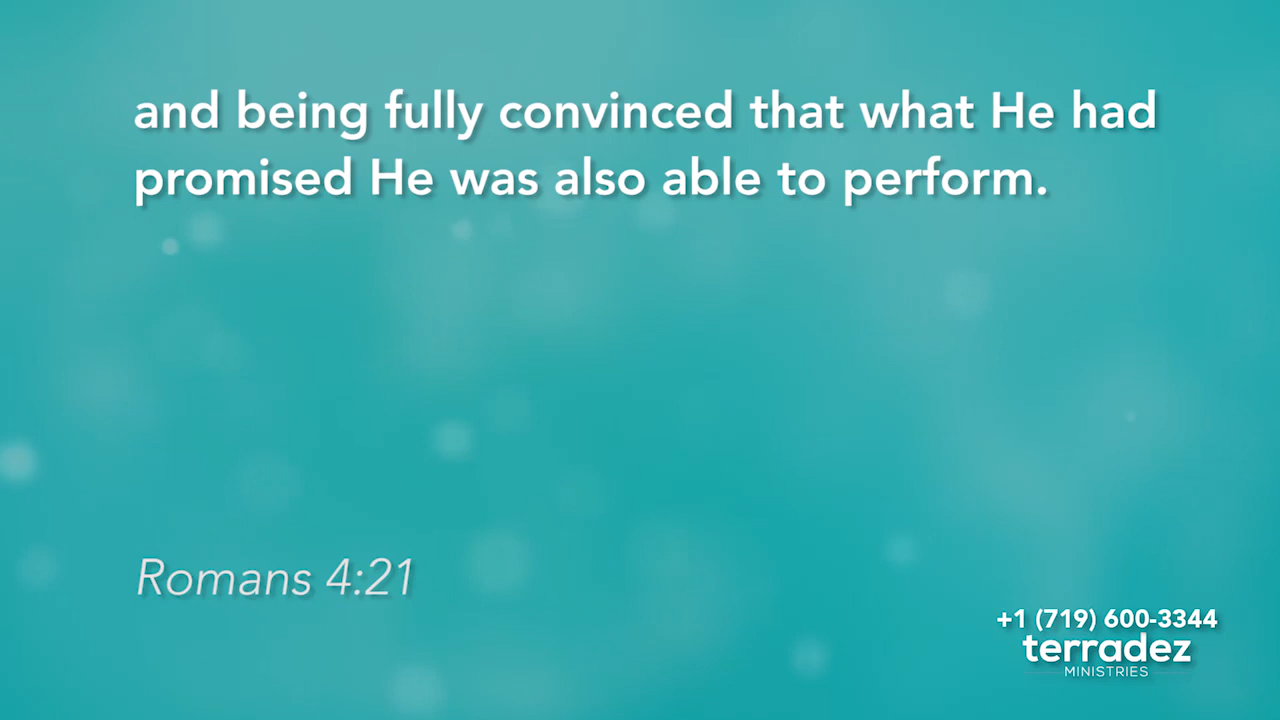 and being fully convinced that what He had
promised He was also able to perform.
Romans 4:21
+1 (719) 600-3344
terradez
MINISTRIES